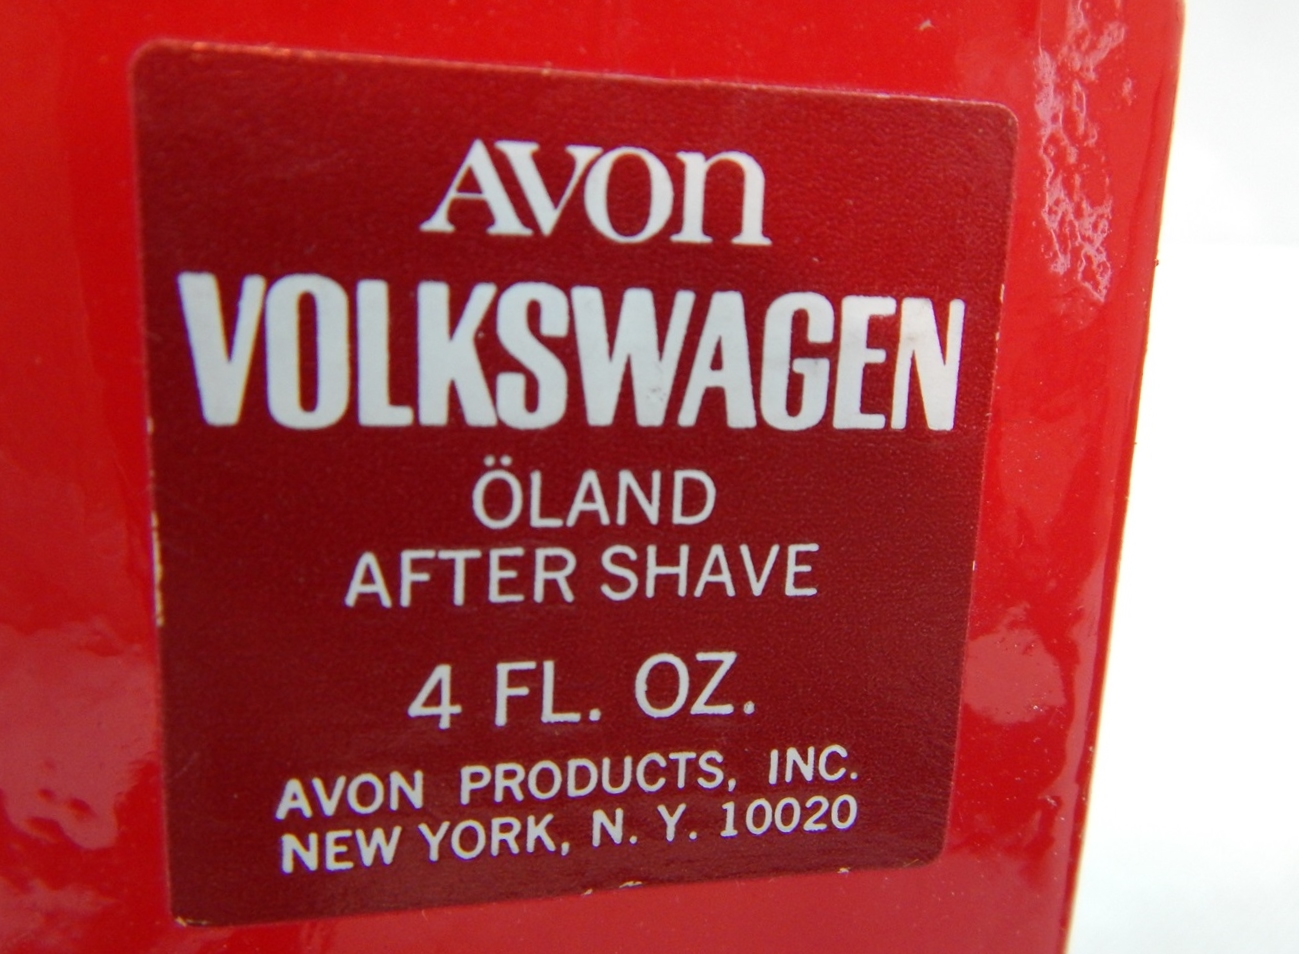 AVON
VOLKSWAGEN
ÖLAND
AFTER SHAVE
4 FL. OZ.
AVON PRODUCTS, INC.
NEW YORK, N. Y. 10020